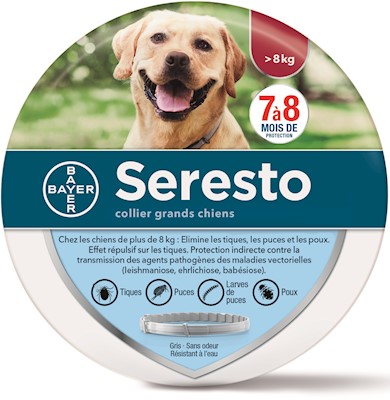 >8kg
7à8
MOIS DE
PROTECTION
BAYER
BAYER
Seresto
collier grands chiens
Chez les chiens de plus de 8 kg : Elimine les tiques, les puces et les poux.
Effet répulsif sur les tiques. Protection indirecte contre la
transmission des agents pathogènes des maladies vectorielles
(leishmaniose, ehrlichiose, babésiose).
Tiques
Puces
Larves
de
puces
Poux
Gris - Sans odeur
Résistant à l'eau